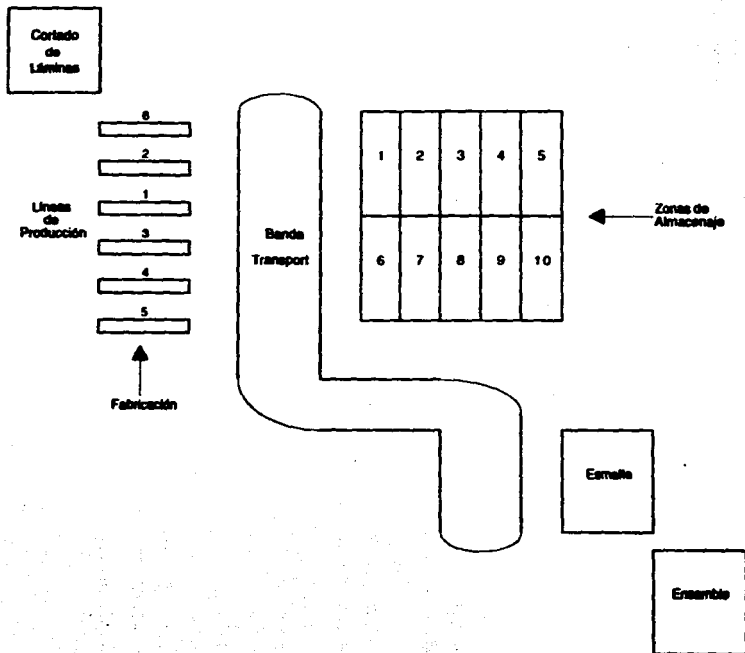 Cortado
de
Láminas
6
2
1
3
4
5
Líneas
de
Producción
Fabricación
Banda
Transport
1 2 3 4 5
6 7 8 9 10
Zonas de
Almacenaje
Esmalte
Ensamble